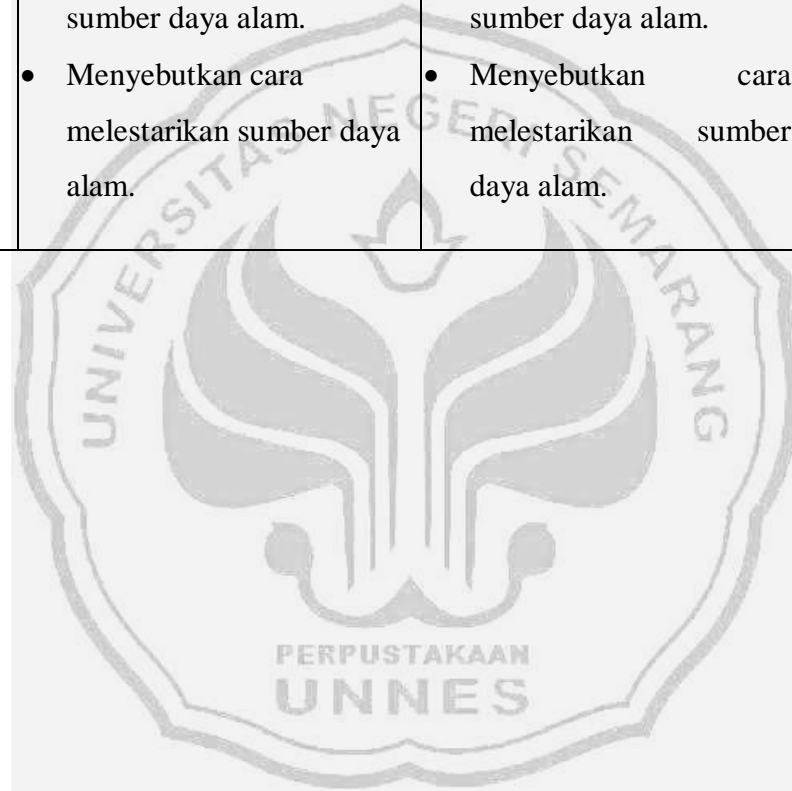 sumber daya alam.
• Menyebutkan cara
melestarikan sumber daya
alam.
sumber daya alam.
• Menyebutkan cara
melestarikan sumber
daya alam.
UNIVERSITAS NEGERI SEMARANG
PERPUSTAKAAN
UNNES